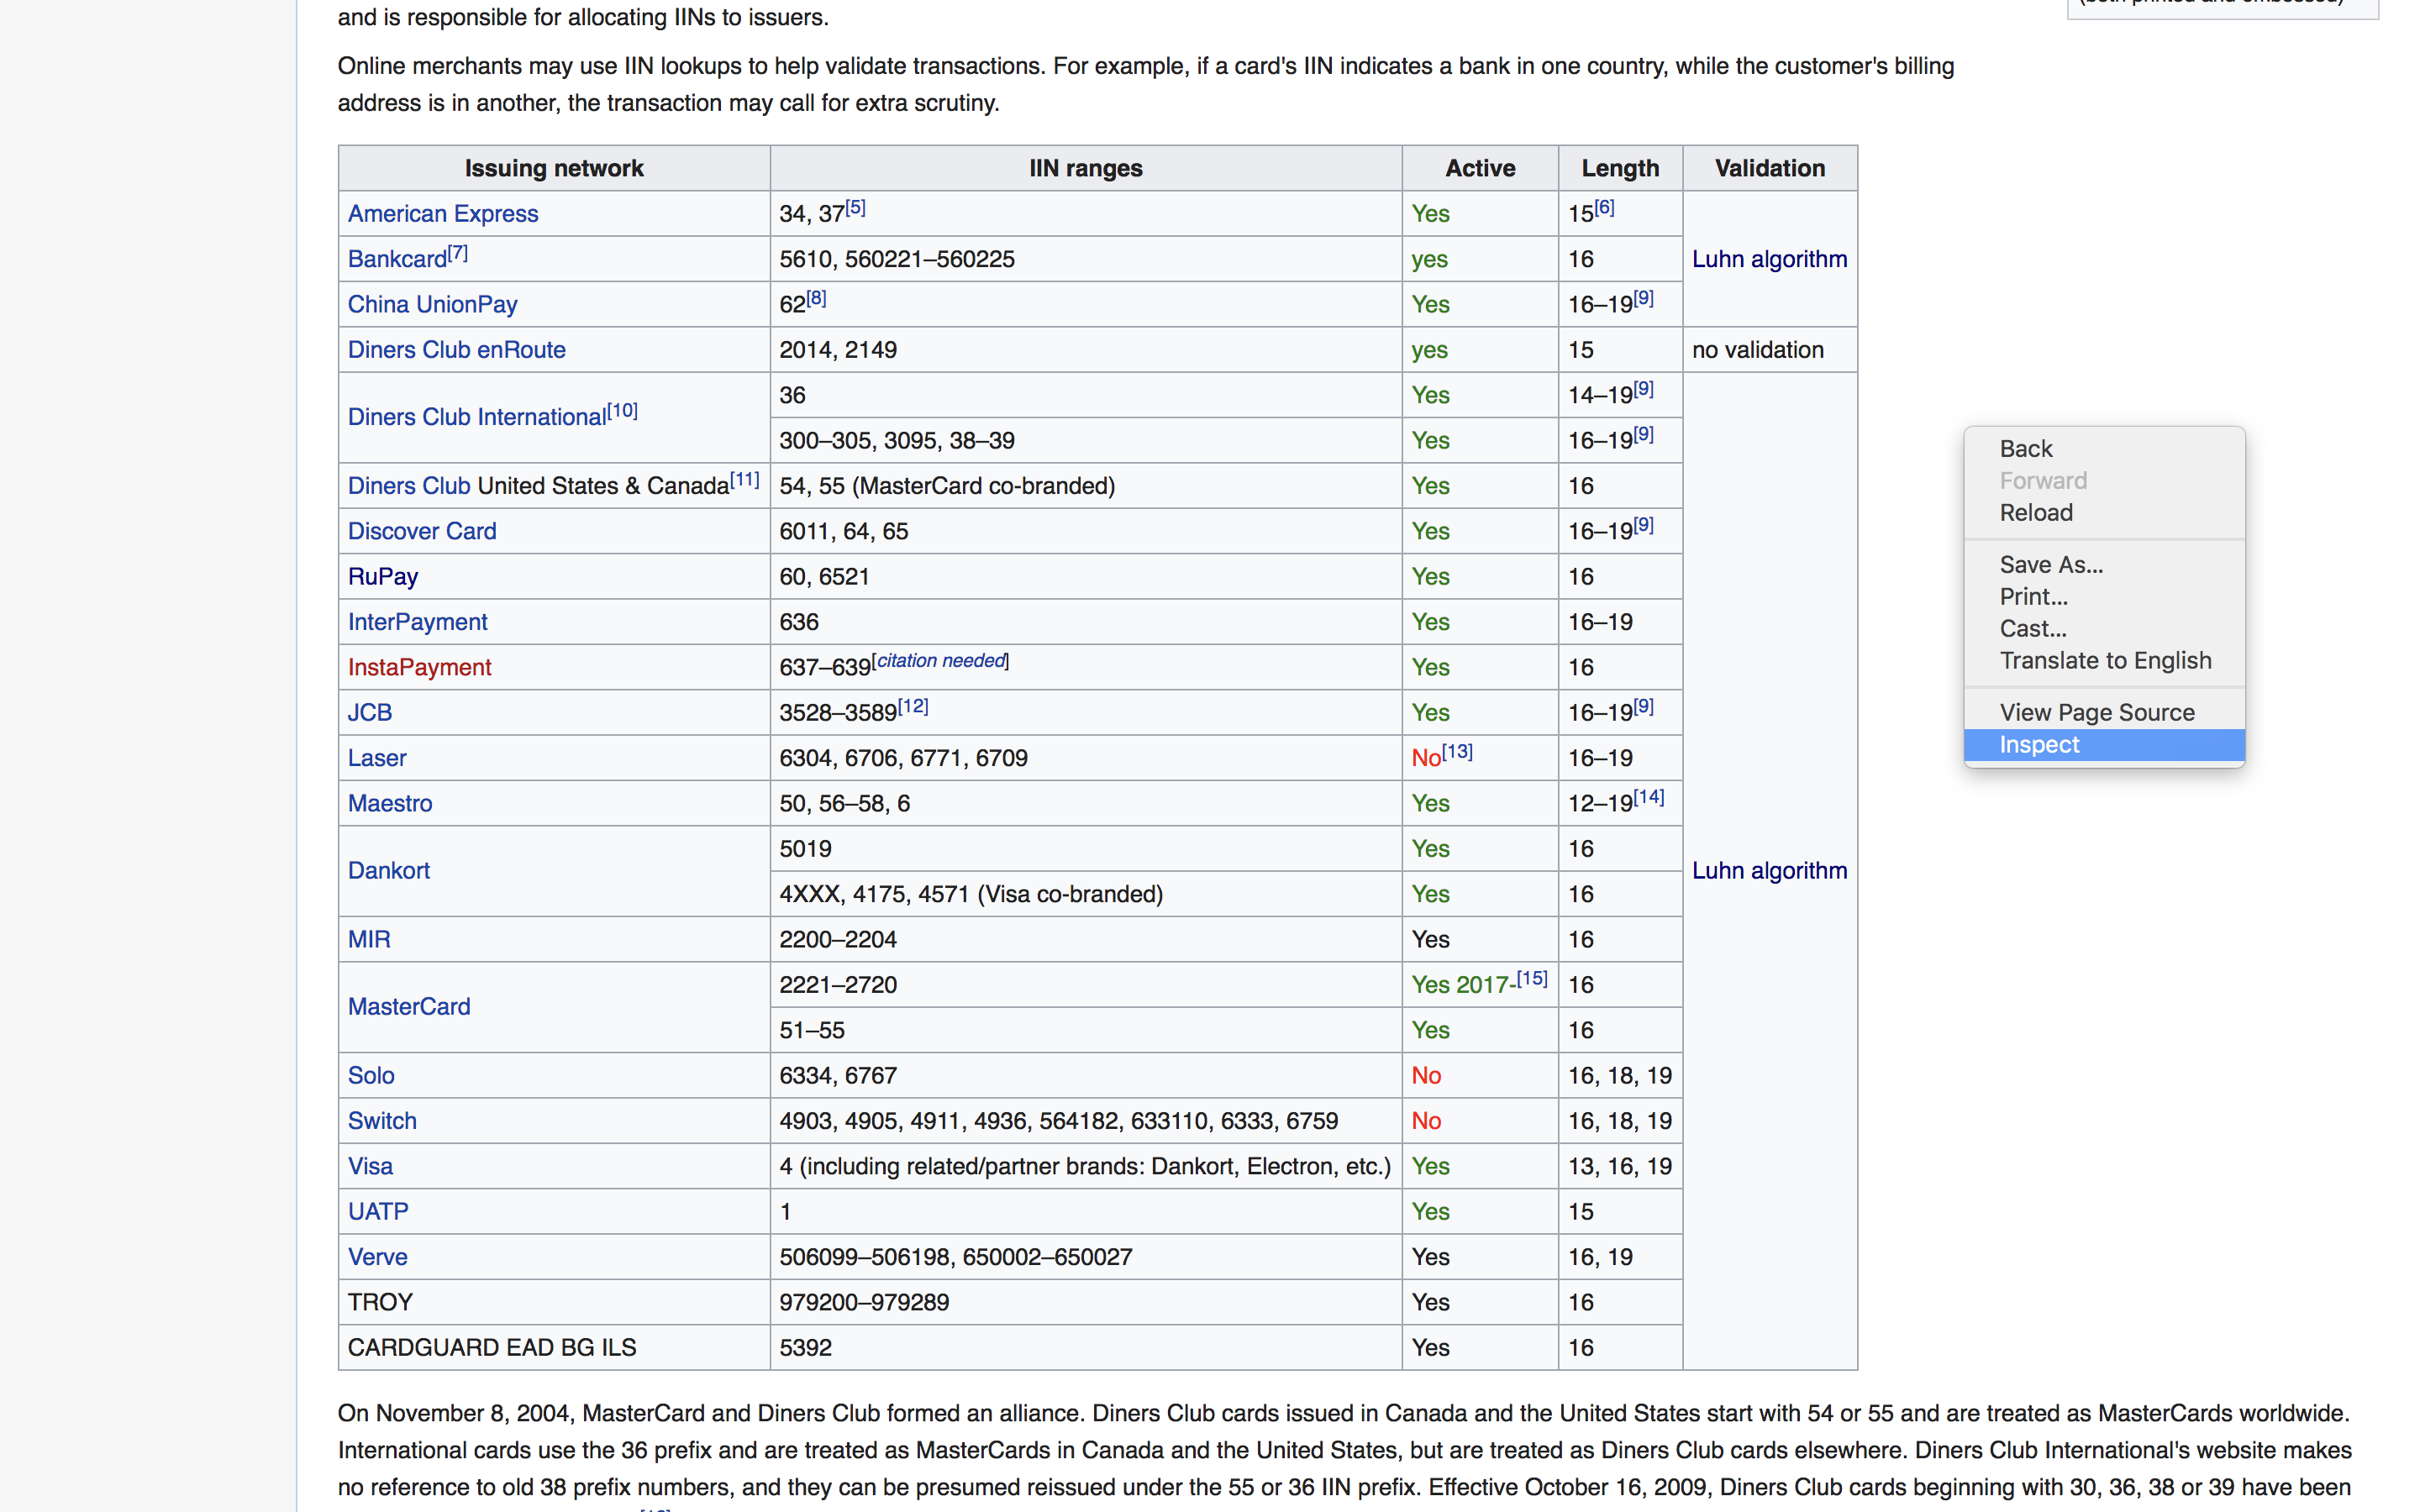 (both printed and embossed)
and is responsible for allocating IINs to issuers.
Online merchants may use IIN lookups to help validate transactions. For example, if a card's IIN indicates a bank in one country, while the customer's billing
address is in another, the transaction may call for extra scrutiny.
Issuing network IIN ranges Active Length Validation
American Express 34, 37[5] Yes 15[6]
Bankcard[7] 5610, 560221–560225 yes 16 Luhn algorithm
China UnionPay 62[8] Yes 16–19[9]
Diners Club enRoute 2014, 2149 yes 15 no validation
Diners Club International[10] 36 Yes 14–19[9]
300–305, 3095, 38–39 Yes 16–19[9]
Diners Club United States & Canada[11] 54, 55 (MasterCard co-branded) Yes 16
Discover Card 6011, 64, 65 Yes 16–19[9]
RuPay 60, 6521 Yes 16
InterPayment 636 Yes 16–19
InstaPayment 637–639[citation needed] Yes 16
JCB 3528–3589[12] Yes 16–19[9]
Laser 6304, 6706, 6771, 6709 No[13] 16–19
Maestro 50, 56–58, 6 Yes 12–19[14]
Dankort 5019 Yes 16 Luhn algorithm
4XXX, 4175, 4571 (Visa co-branded) Yes 16
MIR 2200–2204 Yes 16
MasterCard 2221–2720 Yes 2017-[15] 16
51–55 Yes 16
Solo 6334, 6767 No 16, 18, 19
Switch 4903, 4905, 4911, 4936, 564182, 633110, 6333, 6759 No 16, 18, 19
Visa 4 (including related/partner brands: Dankort, Electron, etc.) Yes 13, 16, 19
UATP 1 Yes 15
Verve 506099–506198, 650002–650027 Yes 16, 19
TROY 979200–979289 Yes 16
CARDGUARD EAD BG ILS 5392 Yes 16
Back
Forward
Reload
Save As...
Print...
Cast...
Translate to English
View Page Source
Inspect
On November 8, 2004, MasterCard and Diners Club formed an alliance. Diners Club cards issued in Canada and the United States start with 54 or 55 and are treated as MasterCards worldwide.
International cards use the 36 prefix and are treated as MasterCards in Canada and the United States, but are treated as Diners Club cards elsewhere. Diners Club International's website makes
no reference to old 38 prefix numbers, and they can be presumed reissued under the 55 or 36 IIN prefix. Effective October 16, 2009, Diners Club cards beginning with 30, 36, 38 or 39 have been